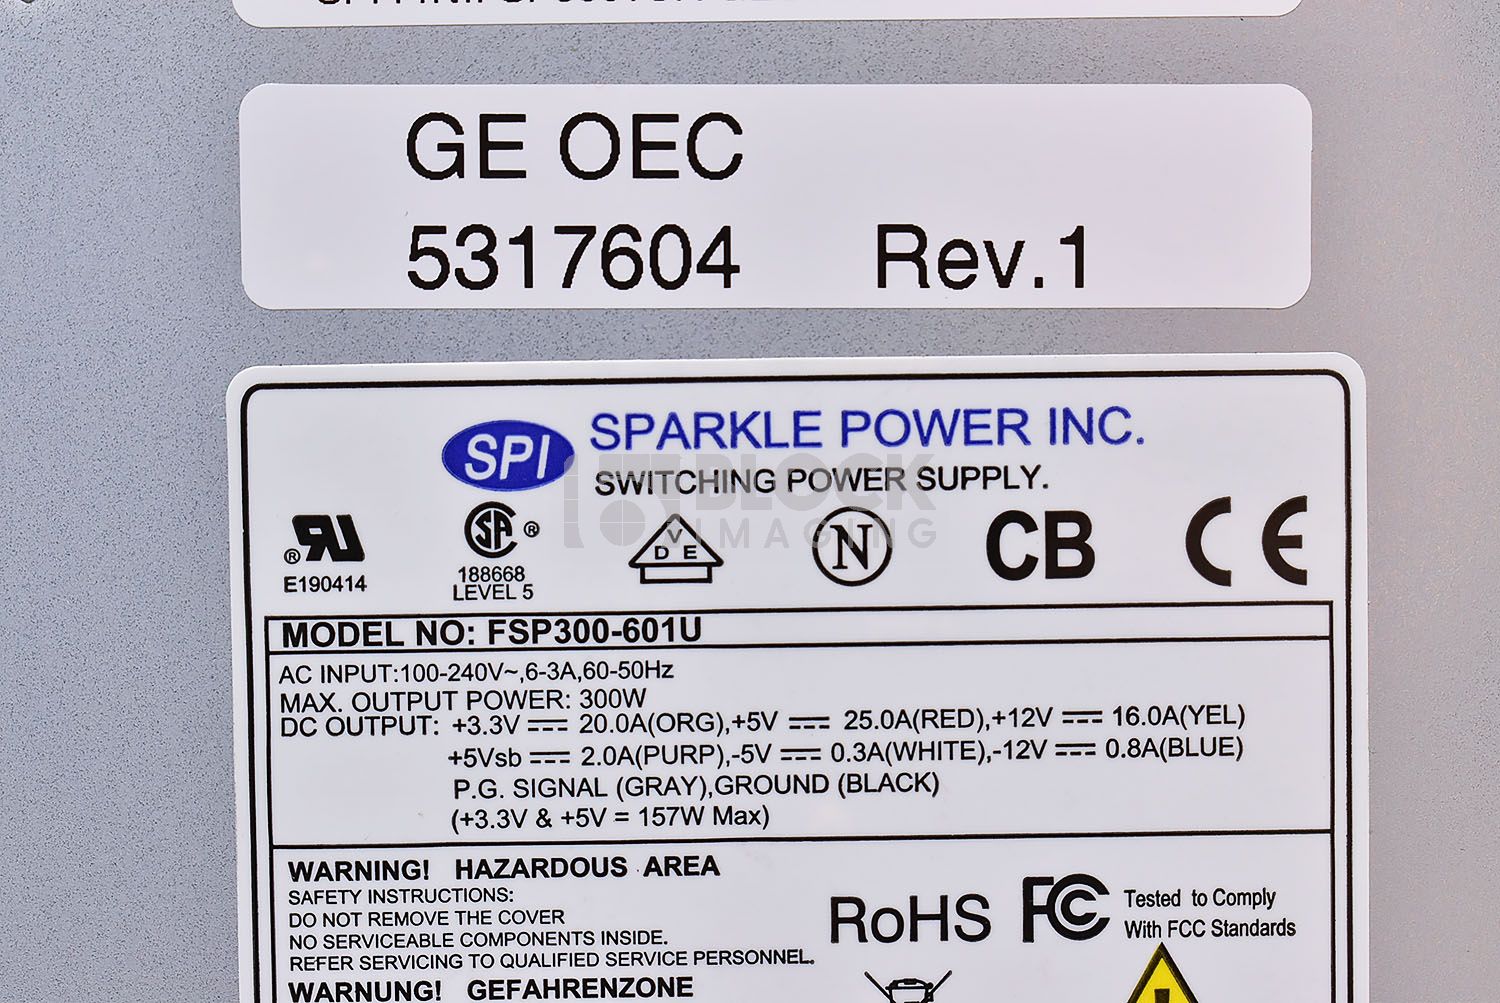 GE OEC
5317604 Rev.1
SPI SPARKLE POWER INC.
SWITCHING POWER SUPPLY.
BLOCK
IMAGING
® E190414
SA ®
188668
LEVEL 5
VDE
N
CB
CE
MODEL NO: FSP300-601U
AC INPUT:100-240V~,6-3A,60-50Hz
MAX. OUTPUT POWER: 300W
DC OUTPUT: +3.3V ⎓ 20.0A(ORG),+5V ⎓ 25.0A(RED),+12V ⎓ 16.0A(YEL)
+5Vsb ⎓ 2.0A(PURP),-5V ⎓ 0.3A(WHITE),-12V ⎓ 0.8A(BLUE)
P.G. SIGNAL (GRAY),GROUND (BLACK)
(+3.3V & +5V = 157W Max)
WARNING! HAZARDOUS AREA
SAFETY INSTRUCTIONS:
DO NOT REMOVE THE COVER
NO SERVICEABLE COMPONENTS INSIDE.
REFER SERVICING TO QUALIFIED SERVICE PERSONNEL.
WARNUNG! GEFAHRENZONE
RoHS
FC
Tested to Comply
With FCC Standards